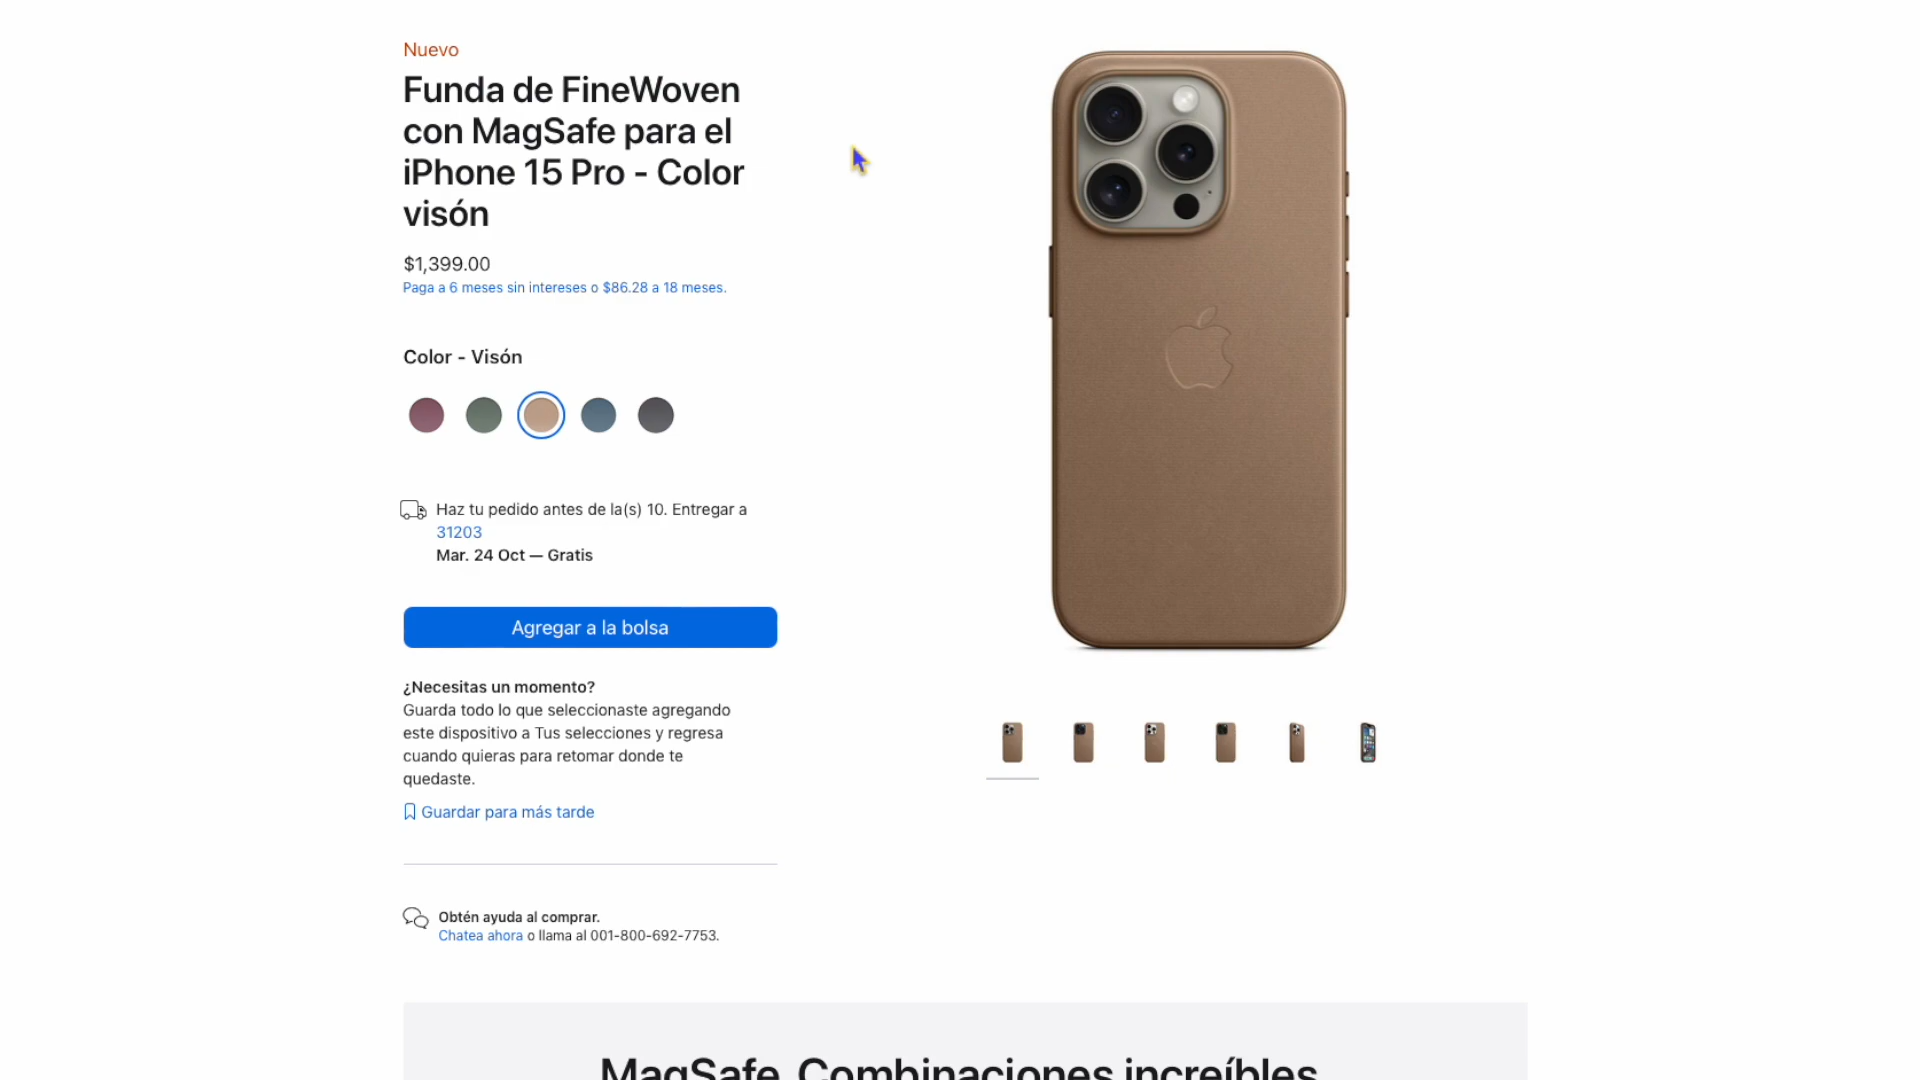 Nuevo
Funda de FineWoven
con MagSafe para el
iPhone 15 Pro - Color
visón
$1,399.00
Paga a 6 meses sin intereses o $86.28 a 18 meses.
Color - Visón
Haz tu pedido antes de la(s) 10. Entregar a
31203
Mar. 24 Oct — Gratis
Agregar a la bolsa
¿Necesitas un momento?
Guarda todo lo que seleccionaste agregando
este dispositivo a Tus selecciones y regresa
cuando quieras para retomar donde te
quedaste.
Guardar para más tarde
Obtén ayuda al comprar.
Chatea ahora o llama al 001-800-692-7753.
MagSafe. Combinaciones increíbles